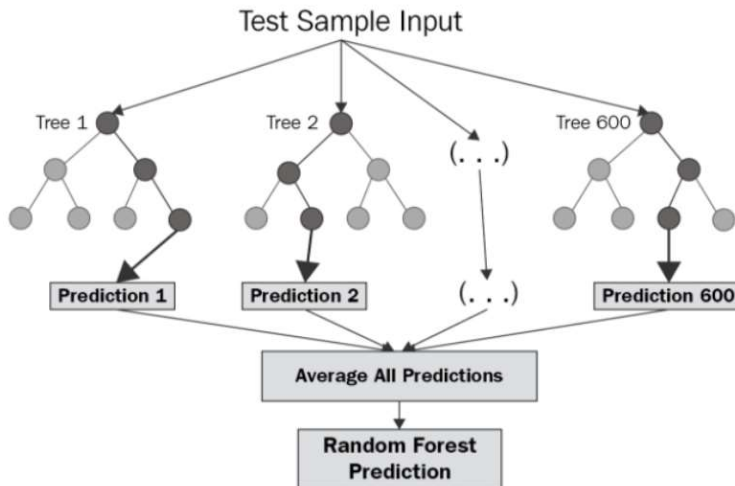 Test Sample Input
Tree 1
Tree 2
Tree 600
(. . .)
Prediction 1
Prediction 2
(. . .)
Prediction 600
Average All Predictions
Random Forest
Prediction